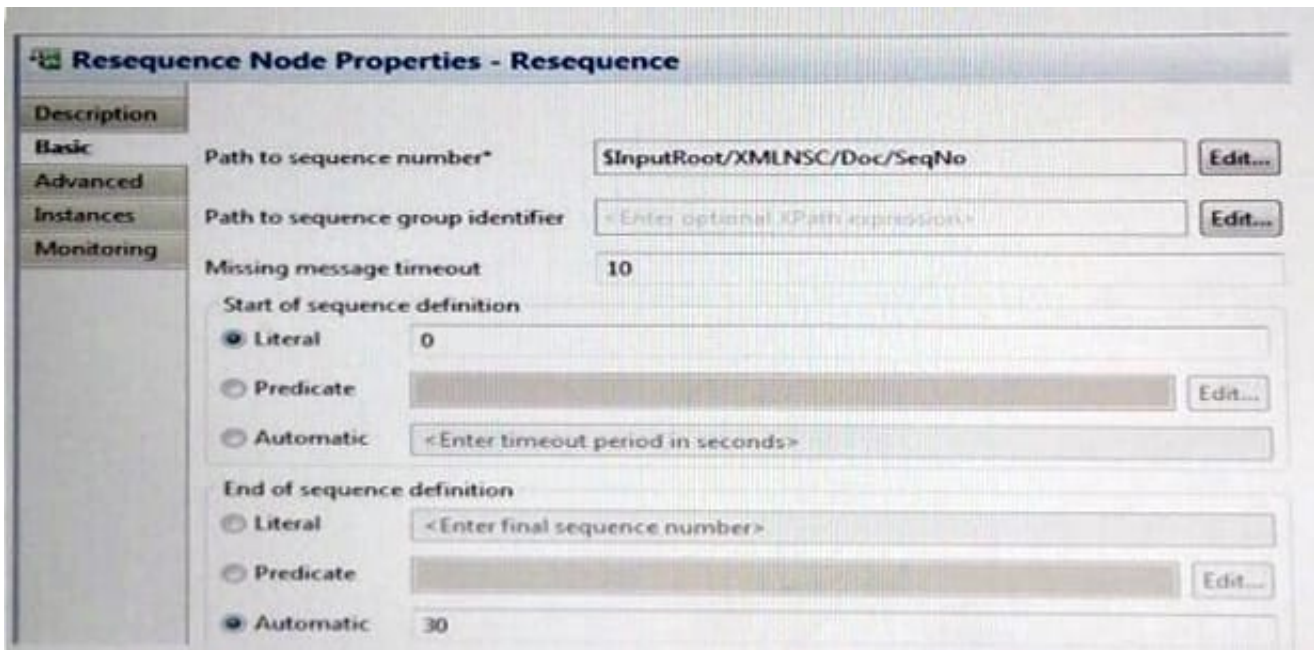 Resequence Node Properties - Resequence
Description
Basic
Advanced
Instances
Monitoring
Path to sequence number* $InputRoot/XMLNSC/Doc/SeqNo Edit...
Path to sequence group identifier <Enter optional XPath expression> Edit...
Missing message timeout 10
Start of sequence definition
Literal 0
Predicate Edit...
Automatic <Enter timeout period in seconds>
End of sequence definition
Literal <Enter final sequence number>
Predicate Edit...
Automatic 30